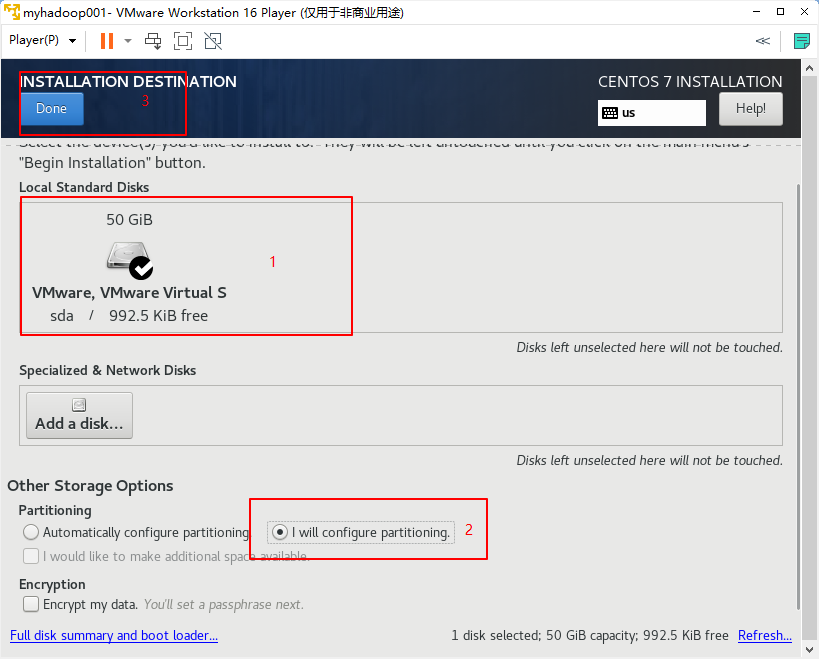 myhadoop001- VMware Workstation 16 Player (仅用于非商业用途)
Player(P)
INSTALLATION DESTINATION
CENTOS 7 INSTALLATION
Done
3
us
Help!
Select the device(s) you'd like to install to. They will be left untouched until you click on the main menu's
"Begin Installation" button.
Local Standard Disks
50 GiB
1
VMware, VMware Virtual S
sda / 992.5 KiB free
Disks left unselected here will not be touched.
Specialized & Network Disks
Add a disk...
Disks left unselected here will not be touched.
Other Storage Options
Partitioning
Automatically configure partitioning
I will configure partitioning.
2
I would like to make additional space available.
Encryption
Encrypt my data. You'll set a passphrase next.
Full disk summary and boot loader...
1 disk selected; 50 GiB capacity; 992.5 KiB free
Refresh...